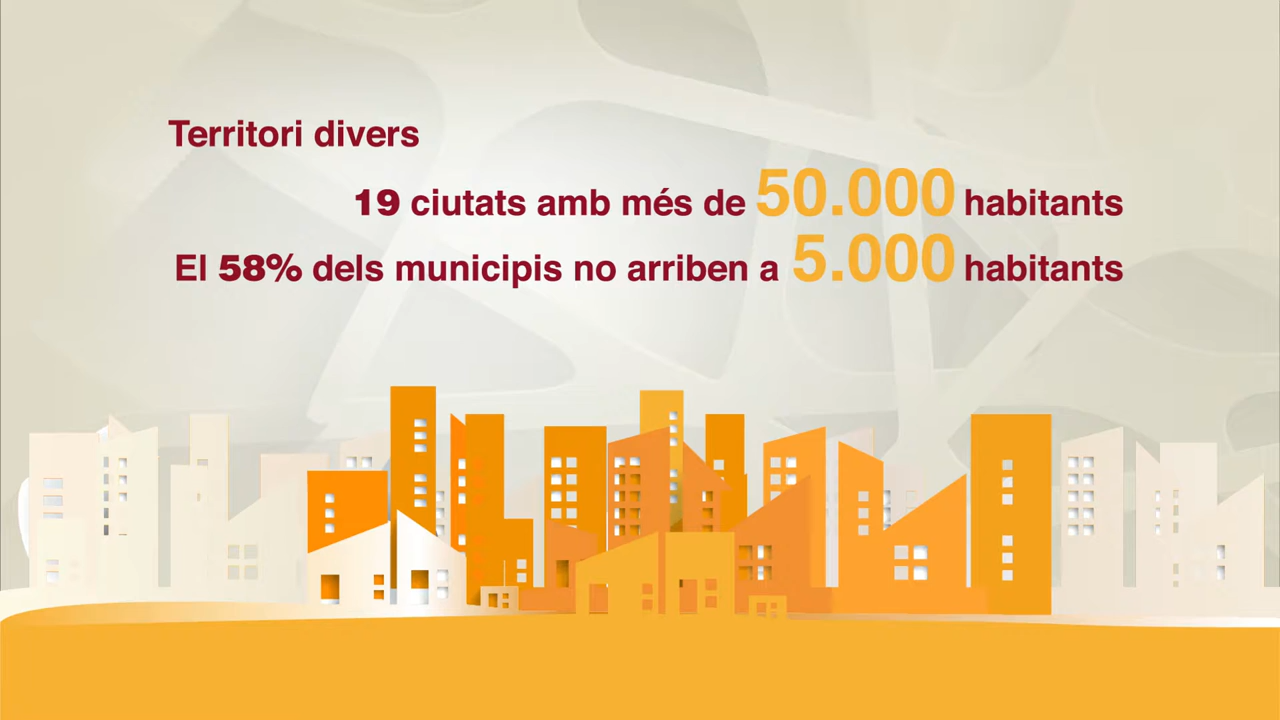 Territori divers
19 ciutats amb més de 50.000 habitants
El 58% dels municipis no arriben a 5.000 habitants